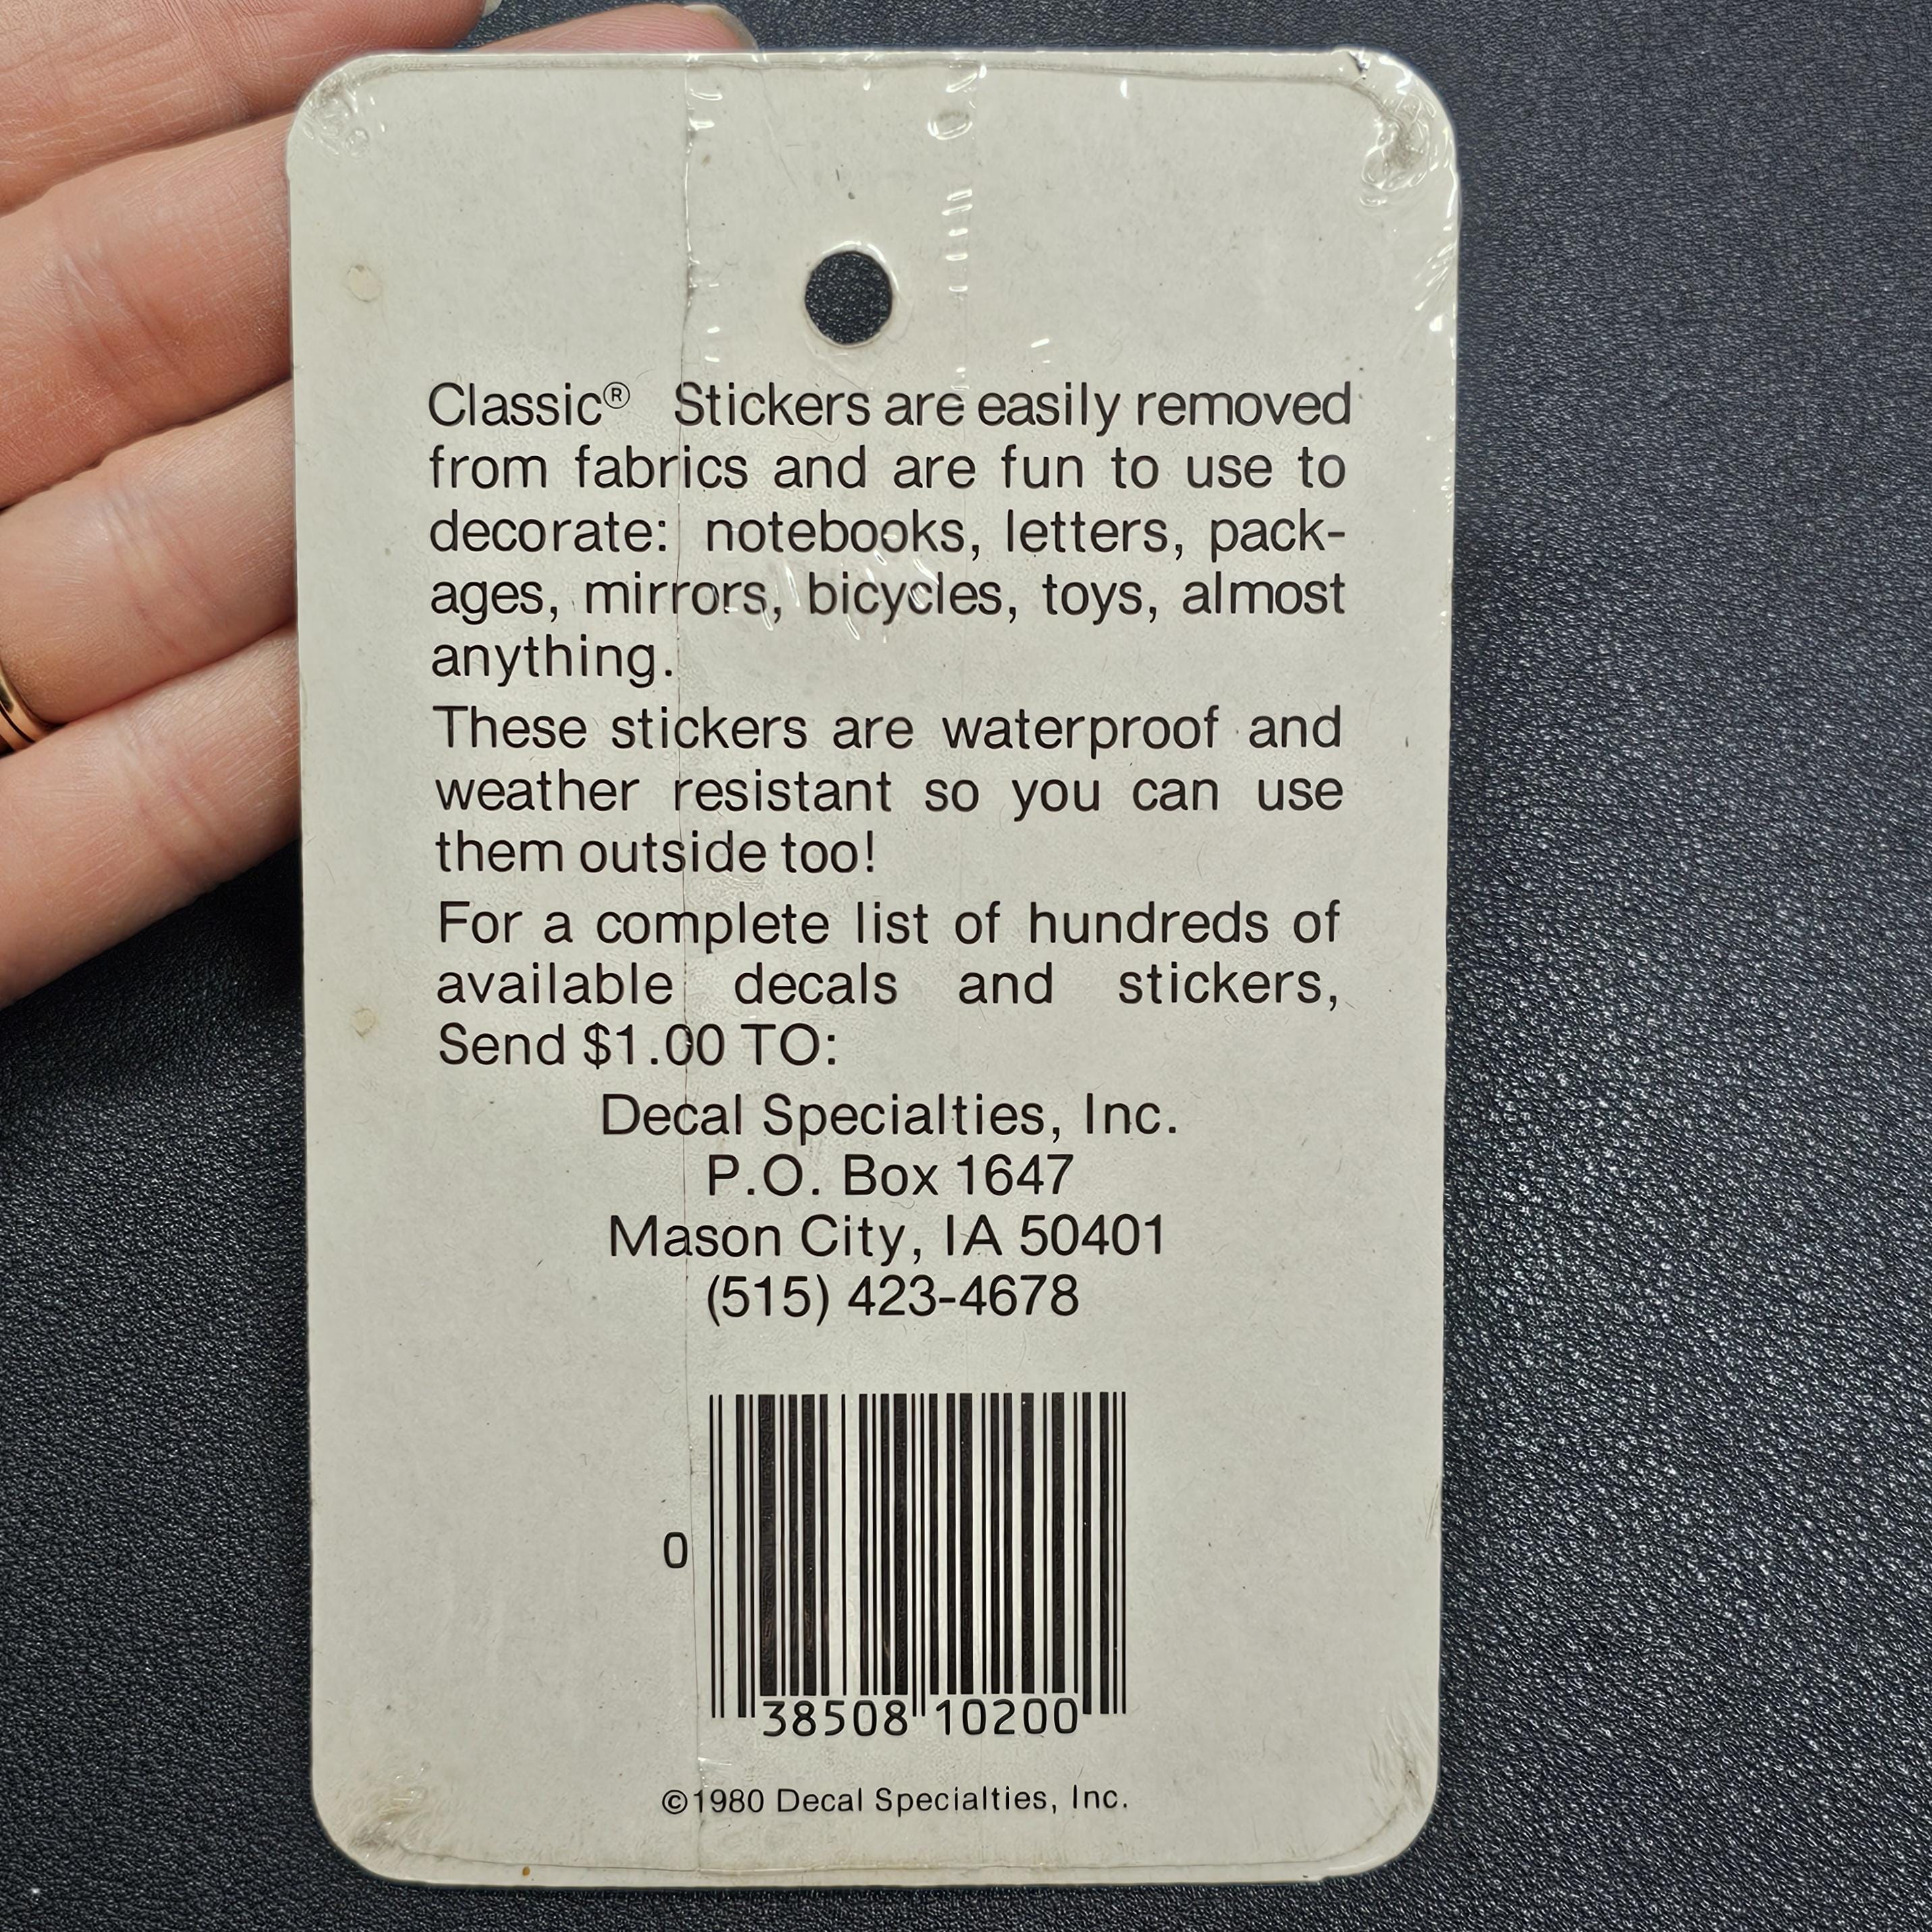 Classic® Stickers are easily removed
from fabrics and are fun to use to
decorate: notebooks, letters, pack-
ages, mirrors, bicycles, toys, almost
anything.
These stickers are waterproof and
weather resistant so you can use
them outside too!
For a complete list of hundreds of
available decals and stickers,
Send $1.00 TO:
Decal Specialties, Inc.
P.O. Box 1647
Mason City, IA 50401
(515) 423-4678
0 38508 10200
©1980 Decal Specialties, Inc.